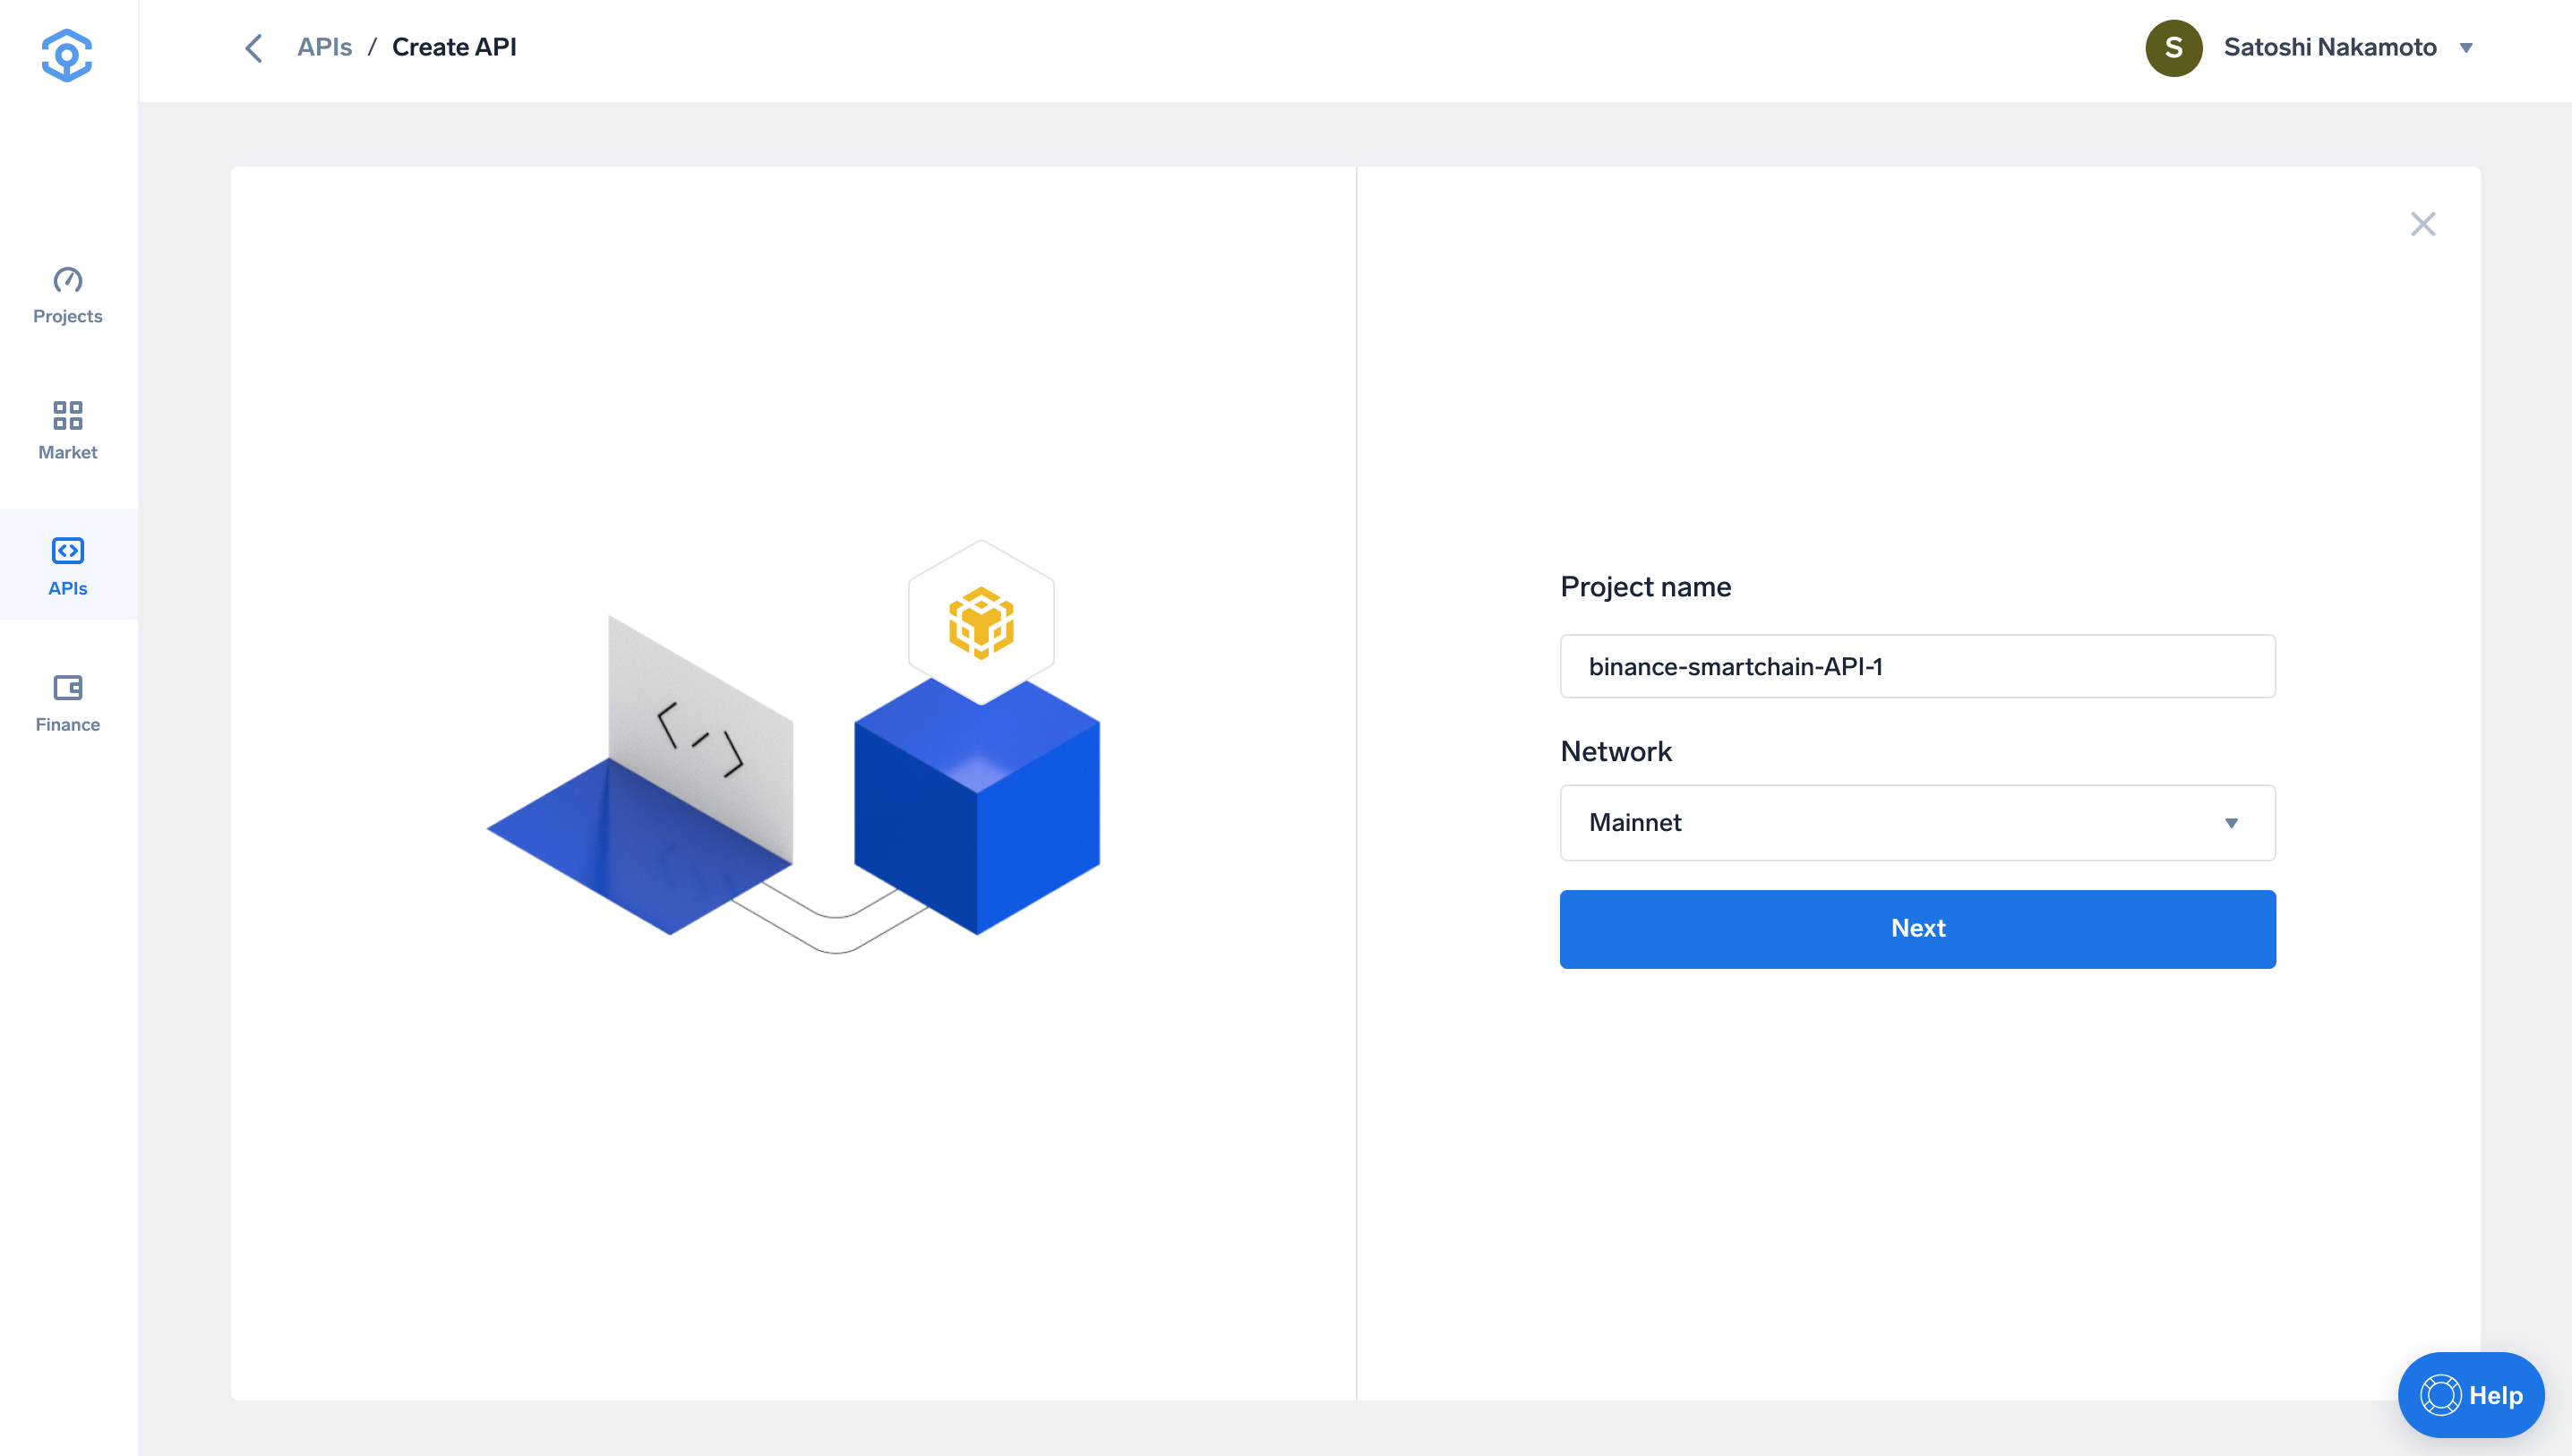 APIs / Create API
S Satoshi Nakamoto
Projects
Market
APIs
Finance
Project name
binance-smartchain-API-1
Network
Mainnet
Next
Help